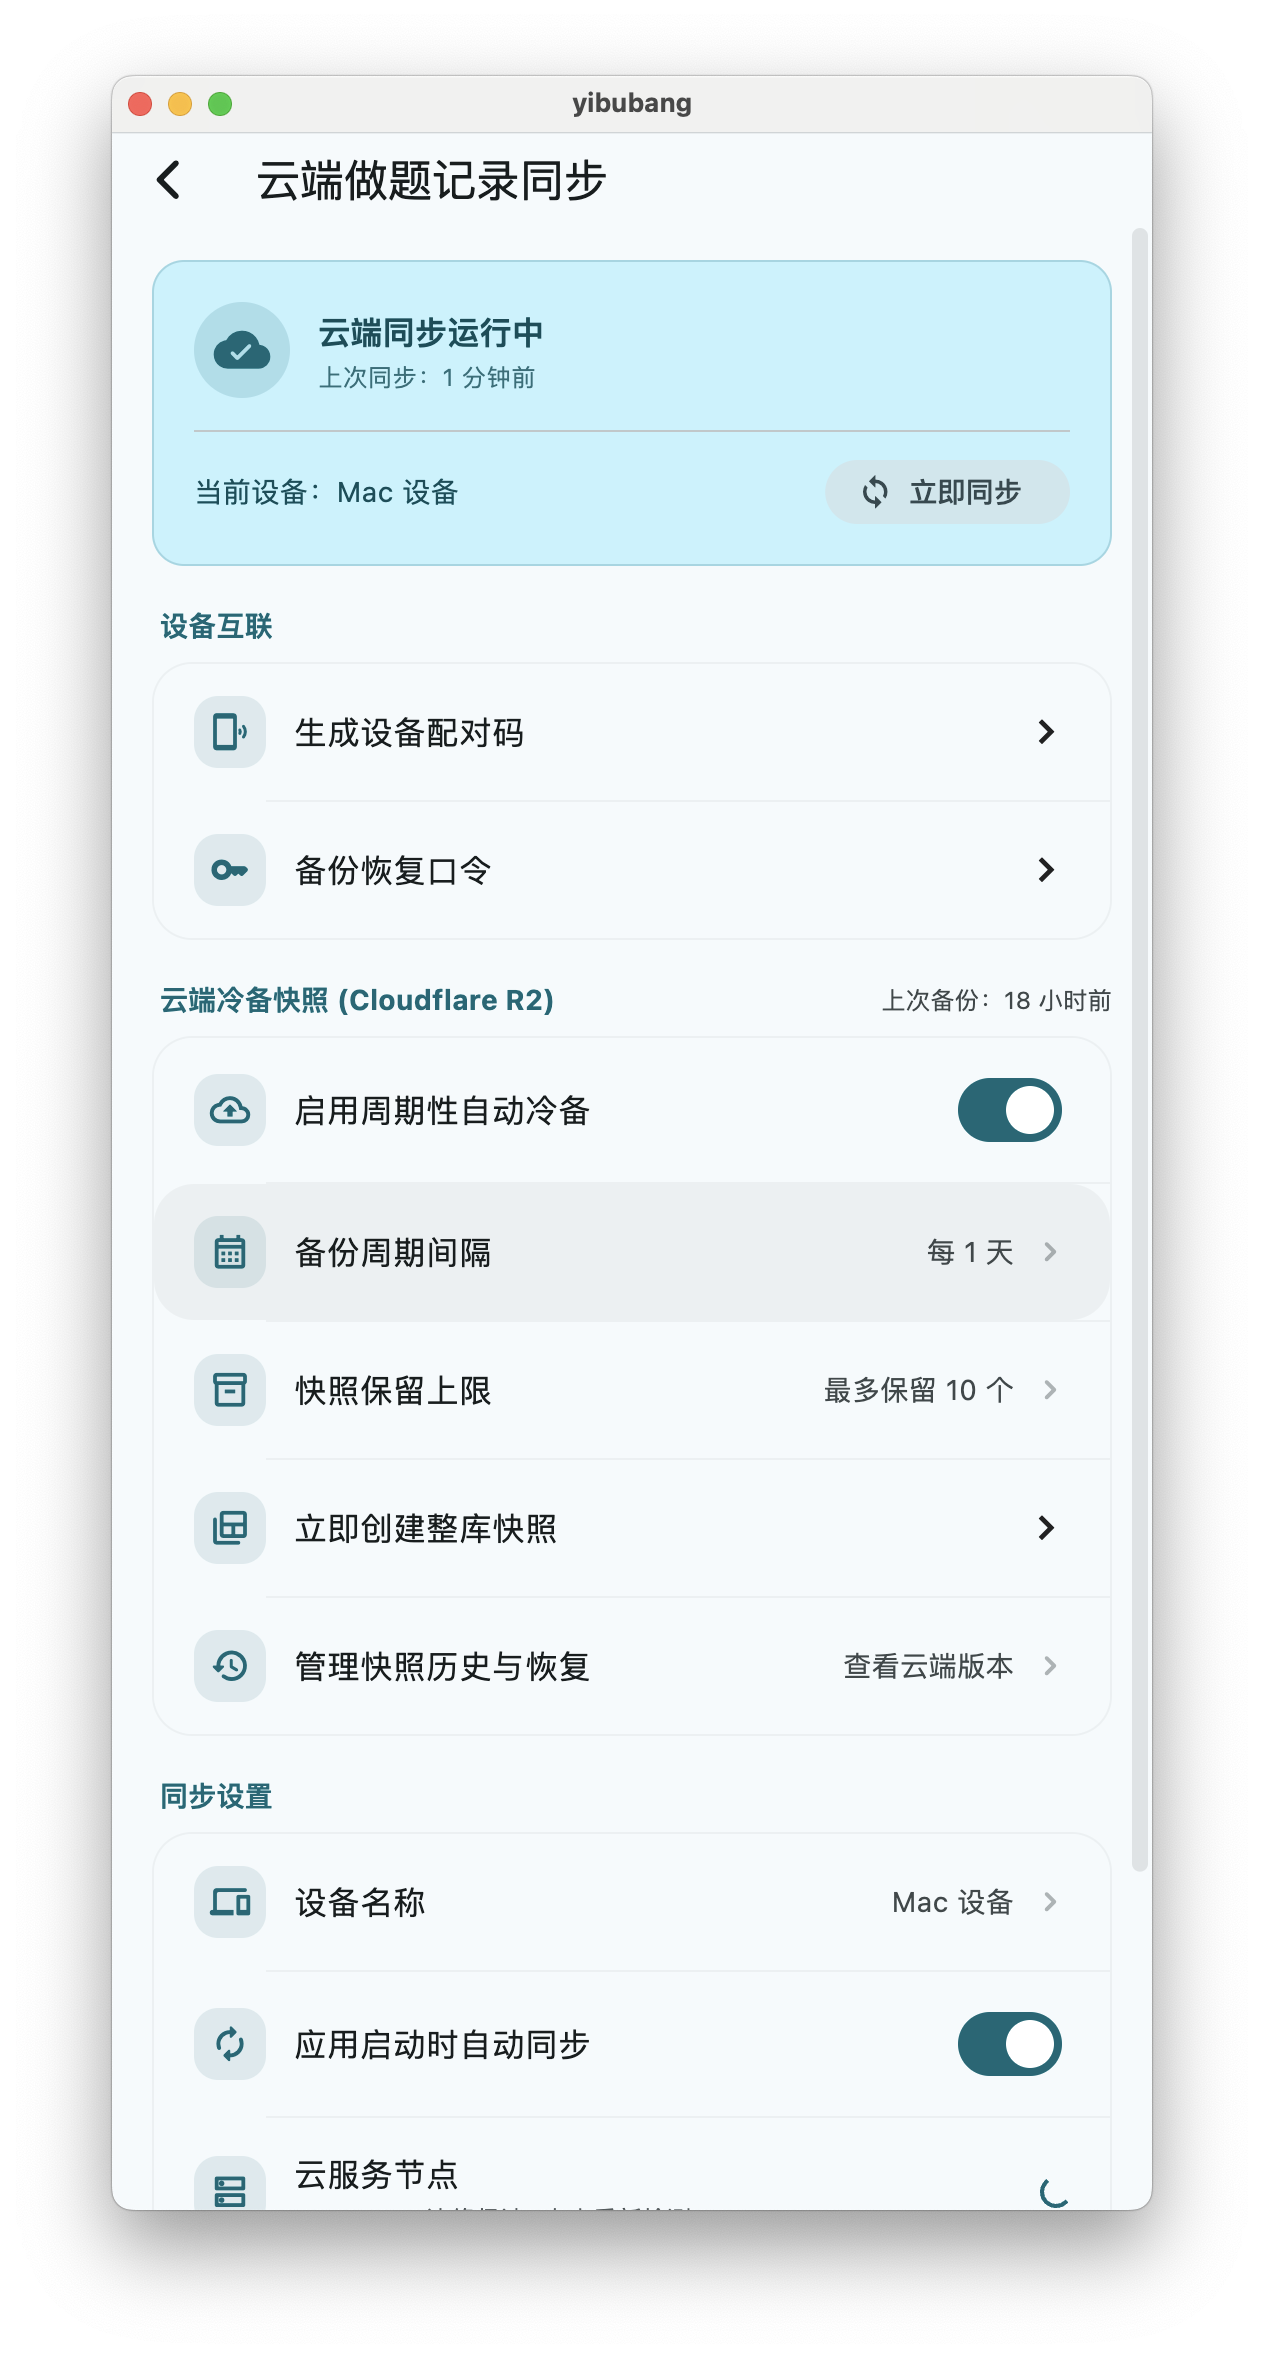 yibubang
云端做题记录同步
云端同步运行中
上次同步：1 分钟前
当前设备：Mac 设备
立即同步
设备互联
生成设备配对码
备份恢复口令
云端冷备快照 (Cloudflare R2)
上次备份：18 小时前
启用周期性自动冷备
备份周期间隔
每 1 天
快照保留上限
最多保留 10 个
立即创建整库快照
管理快照历史与恢复
查看云端版本
同步设置
设备名称
Mac 设备
应用启动时自动同步
云服务节点